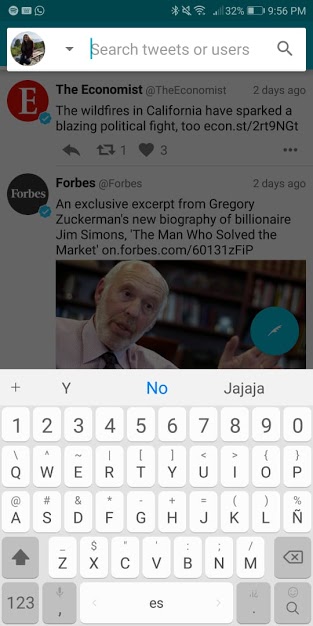 32% 9:56 PM
Search tweets or users
The Economist @TheEconomist 2 days ago
The wildfires in California have sparked a
blazing political fight, too econ.st/2rt9NGt
1 3
Forbes @Forbes 2 days ago
An exclusive excerpt from Gregory
Zuckerman's new biography of billionaire
Jim Simons, 'The Man Who Solved the
Market' on.forbes.com/60131zFiP
+ Y No Jajaja
1 2 3 4 5 6 7 8 9 0
\ ^ ~ | [ ] < > { }
Q W E R T Y U I O P
@ # & * - + = ( ) %
A S D F G H J K L Ñ
_ $ " ' : ; /
Z X C V B N M
123 , es .